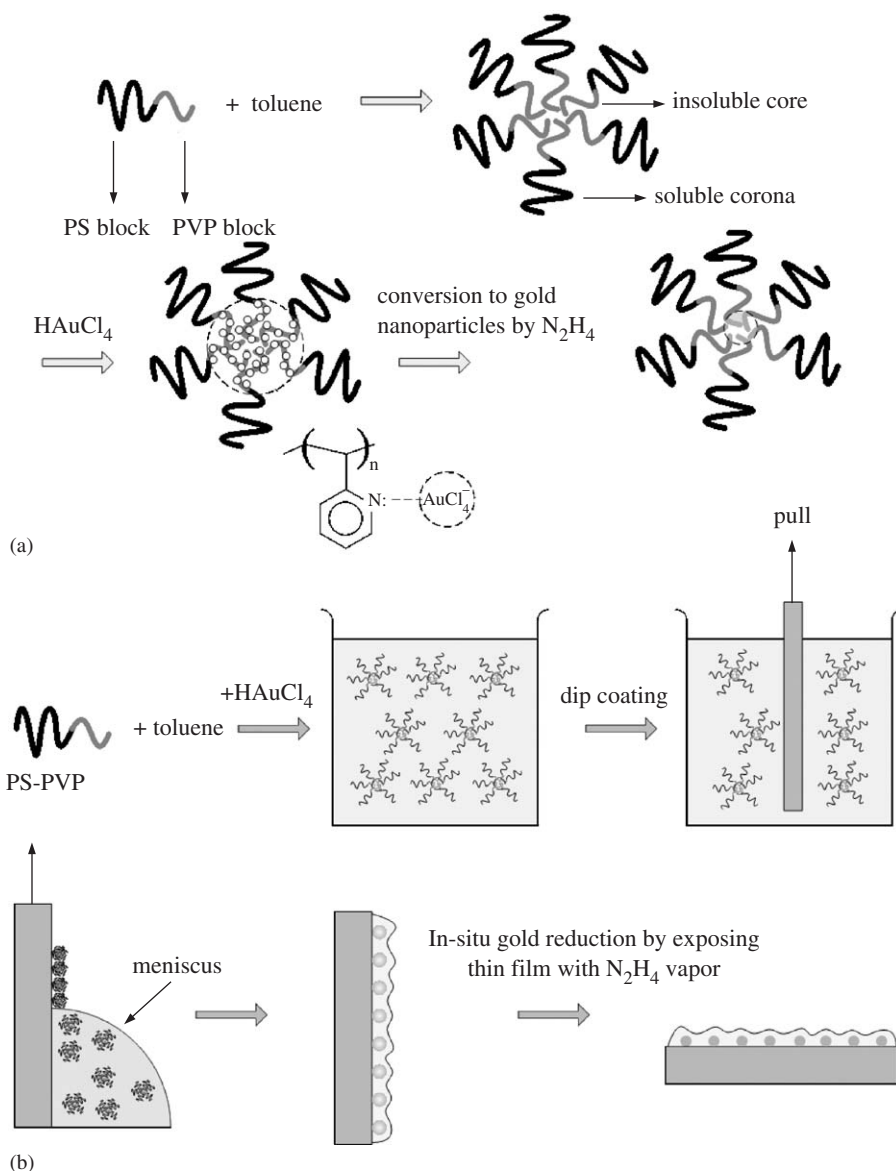 + toluene
insoluble core
soluble corona
PS block PVP block
HAuCl₄
conversion to gold
nanoparticles by N₂H₄
n
N:
AuCl₄⁻
(a)
pull
+HAuCl₄
dip coating
+ toluene
PS-PVP
meniscus
In-situ gold reduction by exposing
thin film with N₂H₄ vapor
(b)